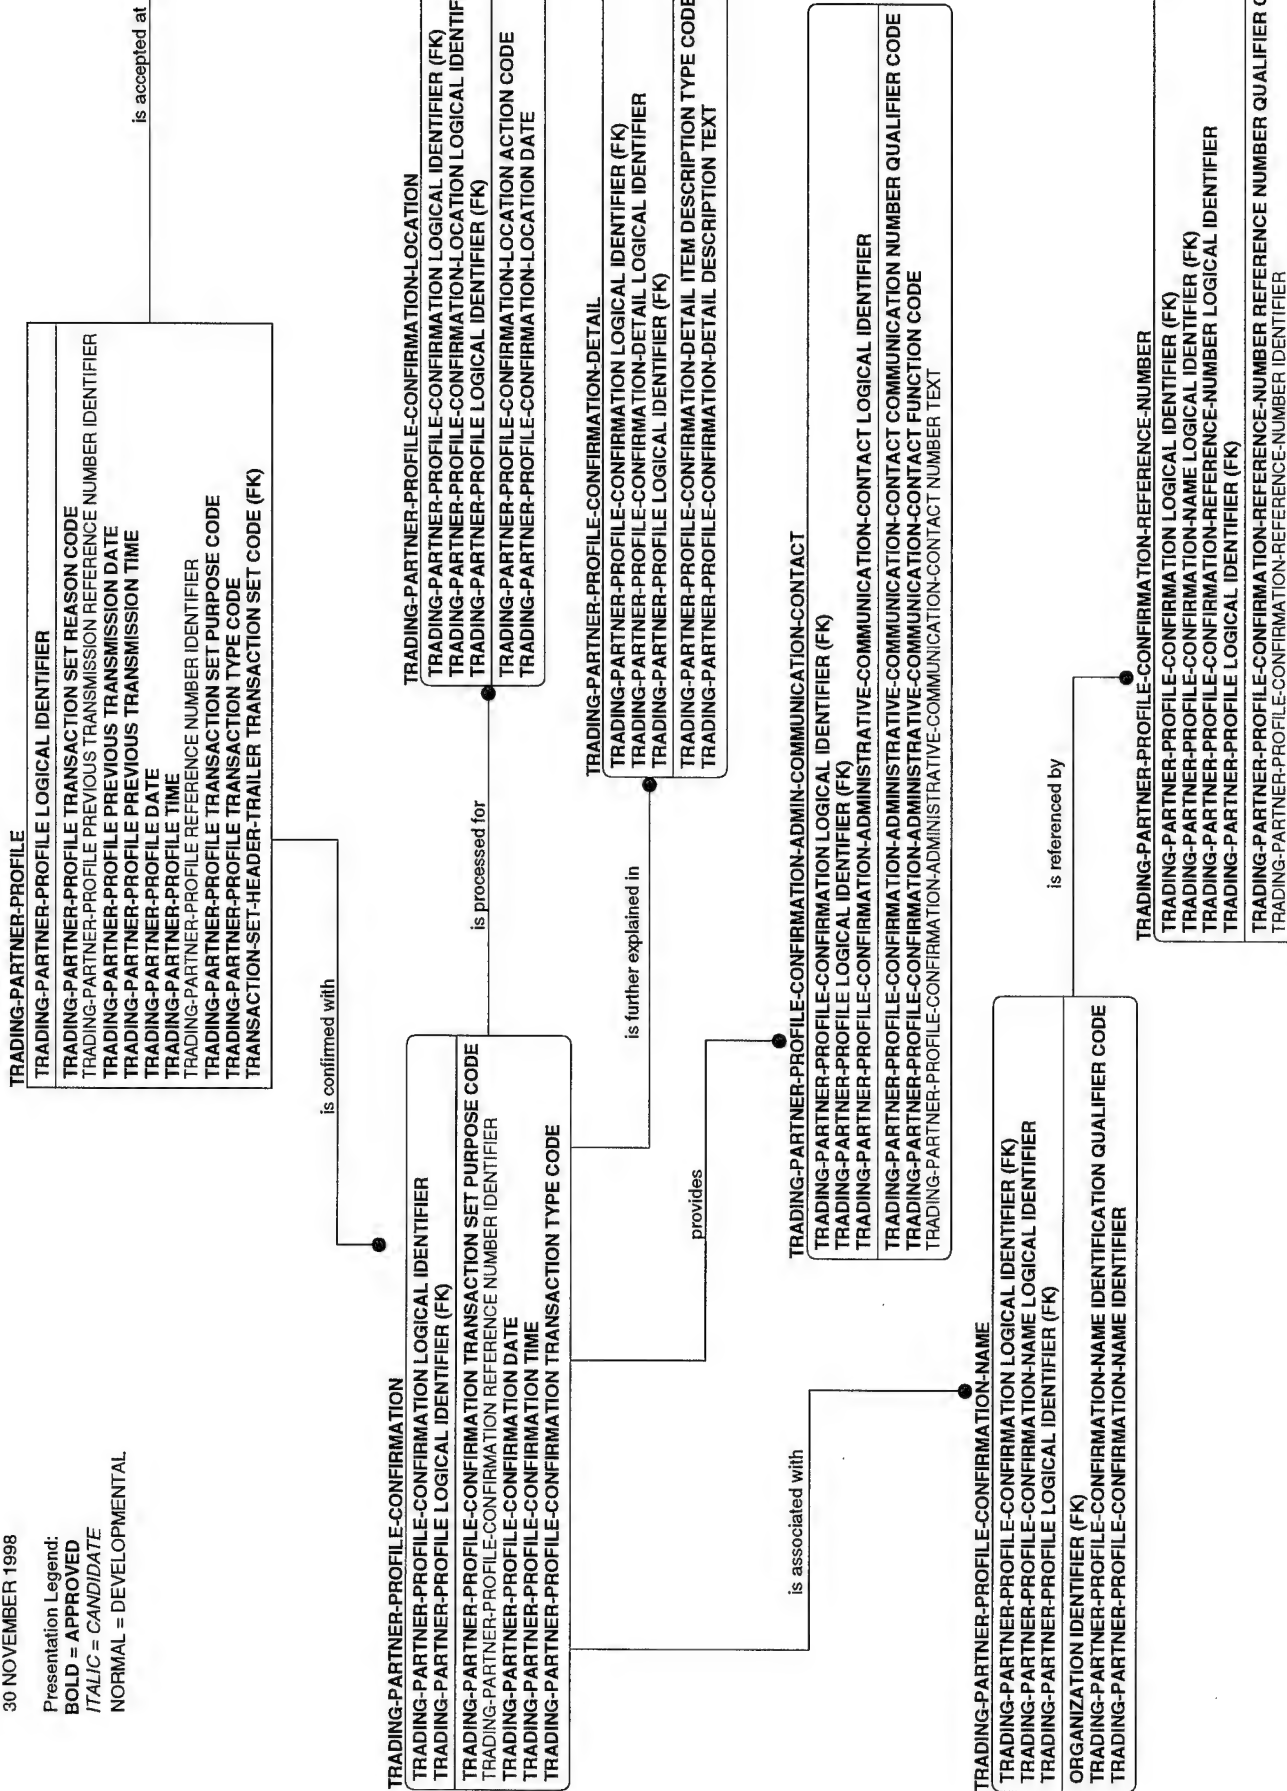 30 NOVEMBER 1998
Presentation Legend:
BOLD = APPROVED
ITALIC = CANDIDATE
NORMAL = DEVELOPMENTAL
TRADING-PARTNER-PROFILE
TRADING-PARTNER-PROFILE LOGICAL IDENTIFIER
TRADING-PARTNER-PROFILE TRANSACTION SET REASON CODE
TRADING-PARTNER-PROFILE PREVIOUS TRANSMISSION REFERENCE NUMBER IDENTIFIER
TRADING-PARTNER-PROFILE PREVIOUS TRANSMISSION DATE
TRADING-PARTNER-PROFILE PREVIOUS TRANSMISSION TIME
TRADING-PARTNER-PROFILE DATE
TRADING-PARTNER-PROFILE TIME
TRADING-PARTNER-PROFILE REFERENCE NUMBER IDENTIFIER
TRADING-PARTNER-PROFILE TRANSACTION SET PURPOSE CODE
TRADING-PARTNER-PROFILE TRANSACTION TYPE CODE
TRANSACTION-SET-HEADER-TRAILER TRANSACTION SET CODE (FK)
is accepted at
is confirmed with
TRADING-PARTNER-PROFILE-CONFIRMATION
TRADING-PARTNER-PROFILE-CONFIRMATION LOGICAL IDENTIFIER
TRADING-PARTNER-PROFILE LOGICAL IDENTIFIER (FK)
TRADING-PARTNER-PROFILE-CONFIRMATION TRANSACTION SET PURPOSE CODE
TRADING-PARTNER-PROFILE-CONFIRMATION REFERENCE NUMBER IDENTIFIER
TRADING-PARTNER-PROFILE-CONFIRMATION DATE
TRADING-PARTNER-PROFILE-CONFIRMATION TIME
TRADING-PARTNER-PROFILE-CONFIRMATION TRANSACTION TYPE CODE
is processed for
TRADING-PARTNER-PROFILE-CONFIRMATION-LOCATION
TRADING-PARTNER-PROFILE-CONFIRMATION LOGICAL IDENTIFIER (FK)
TRADING-PARTNER-PROFILE-CONFIRMATION-LOCATION LOGICAL IDENTIF
TRADING-PARTNER-PROFILE LOGICAL IDENTIFIER (FK)
TRADING-PARTNER-PROFILE-CONFIRMATION-LOCATION ACTION CODE
TRADING-PARTNER-PROFILE-CONFIRMATION-LOCATION DATE
is further explained in
TRADING-PARTNER-PROFILE-CONFIRMATION-DETAIL
TRADING-PARTNER-PROFILE-CONFIRMATION LOGICAL IDENTIFIER (FK)
TRADING-PARTNER-PROFILE-CONFIRMATION-DETAIL LOGICAL IDENTIFIER
TRADING-PARTNER-PROFILE LOGICAL IDENTIFIER (FK)
TRADING-PARTNER-PROFILE-CONFIRMATION-DETAIL ITEM DESCRIPTION TYPE CODE
TRADING-PARTNER-PROFILE-CONFIRMATION-DETAIL DESCRIPTION TEXT
provides
TRADING-PARTNER-PROFILE-CONFIRMATION-ADMIN-COMMUNICATION-CONTACT
TRADING-PARTNER-PROFILE-CONFIRMATION LOGICAL IDENTIFIER (FK)
TRADING-PARTNER-PROFILE LOGICAL IDENTIFIER (FK)
TRADING-PARTNER-PROFILE-CONFIRMATION-ADMINISTRATIVE-COMMUNICATION-CONTACT LOGICAL IDENTIFIER
TRADING-PARTNER-PROFILE-CONFIRMATION-ADMINISTRATIVE-COMMUNICATION-CONTACT COMMUNICATION NUMBER QUALIFIER CODE
TRADING-PARTNER-PROFILE-CONFIRMATION-ADMINISTRATIVE-COMMUNICATION-CONTACT FUNCTION CODE
TRADING-PARTNER-PROFILE-CONFIRMATION-ADMINISTRATIVE-COMMUNICATION-CONTACT NUMBER TEXT
is associated with
TRADING-PARTNER-PROFILE-CONFIRMATION-NAME
TRADING-PARTNER-PROFILE-CONFIRMATION LOGICAL IDENTIFIER (FK)
TRADING-PARTNER-PROFILE-CONFIRMATION-NAME LOGICAL IDENTIFIER
TRADING-PARTNER-PROFILE LOGICAL IDENTIFIER (FK)
ORGANIZATION IDENTIFIER (FK)
TRADING-PARTNER-PROFILE-CONFIRMATION-NAME IDENTIFICATION QUALIFIER CODE
TRADING-PARTNER-PROFILE-CONFIRMATION-NAME IDENTIFIER
is referenced by
TRADING-PARTNER-PROFILE-CONFIRMATION-REFERENCE-NUMBER
TRADING-PARTNER-PROFILE-CONFIRMATION LOGICAL IDENTIFIER (FK)
TRADING-PARTNER-PROFILE-CONFIRMATION-NAME LOGICAL IDENTIFIER (FK)
TRADING-PARTNER-PROFILE-CONFIRMATION-REFERENCE-NUMBER LOGICAL IDENTIFIER
TRADING-PARTNER-PROFILE LOGICAL IDENTIFIER (FK)
TRADING-PARTNER-PROFILE-CONFIRMATION-REFERENCE-NUMBER REFERENCE NUMBER QUALIFIER C
TRADING-PARTNER-PROFILE-CONFIRMATION-REFERENCE-NUMBER IDENTIFIER